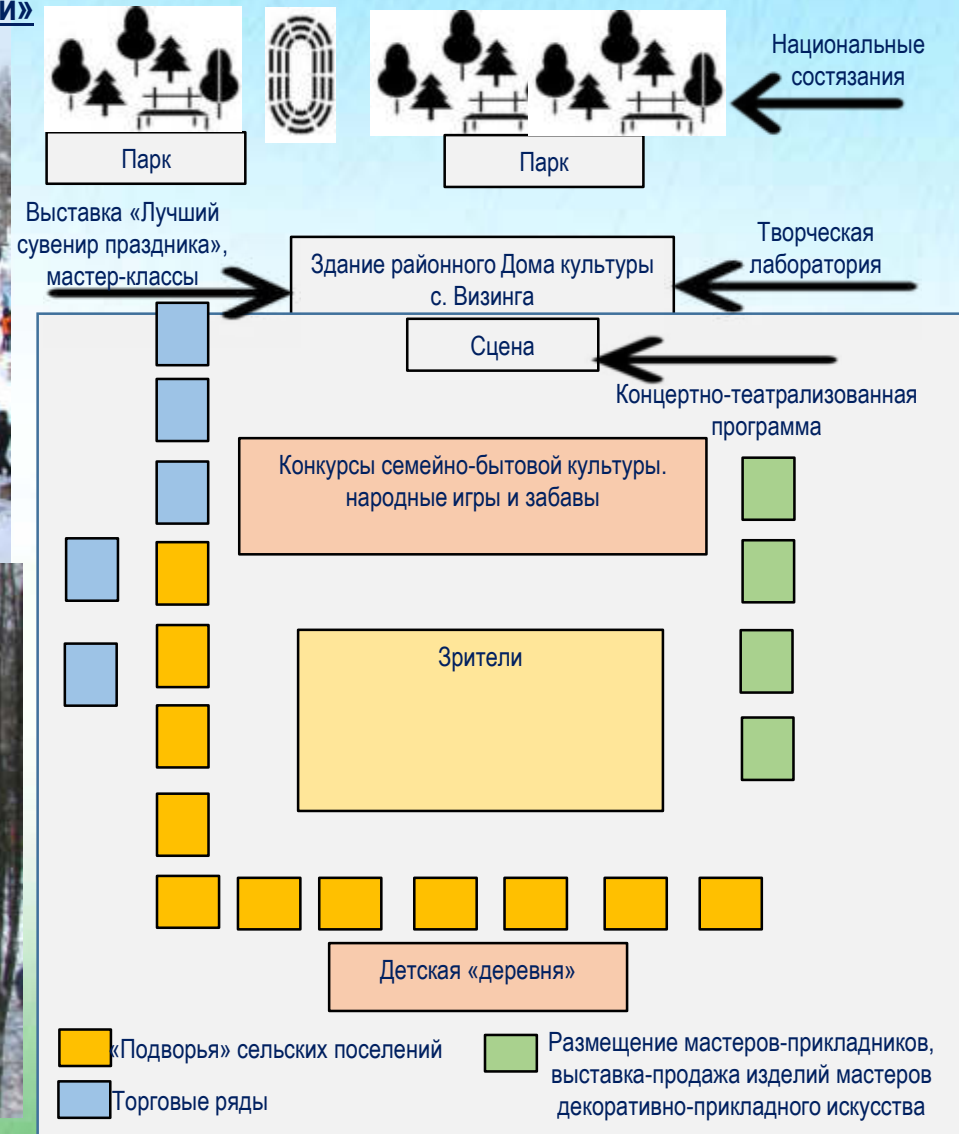 и»
Национальные
состязания
Парк
Парк
Выставка «Лучший
сувенир праздника»,
мастер-классы
Здание районного Дома культуры
с. Визинга
Творческая
лаборатория
Сцена
Концертно-театрализованная
программа
Конкурсы семейно-бытовой культуры.
народные игры и забавы
Зрители
Детская «деревня»
«Подворья» сельских поселений
Торговые ряды
Размещение мастеров-прикладников,
выставка-продажа изделий мастеров
декоративно-прикладного искусства